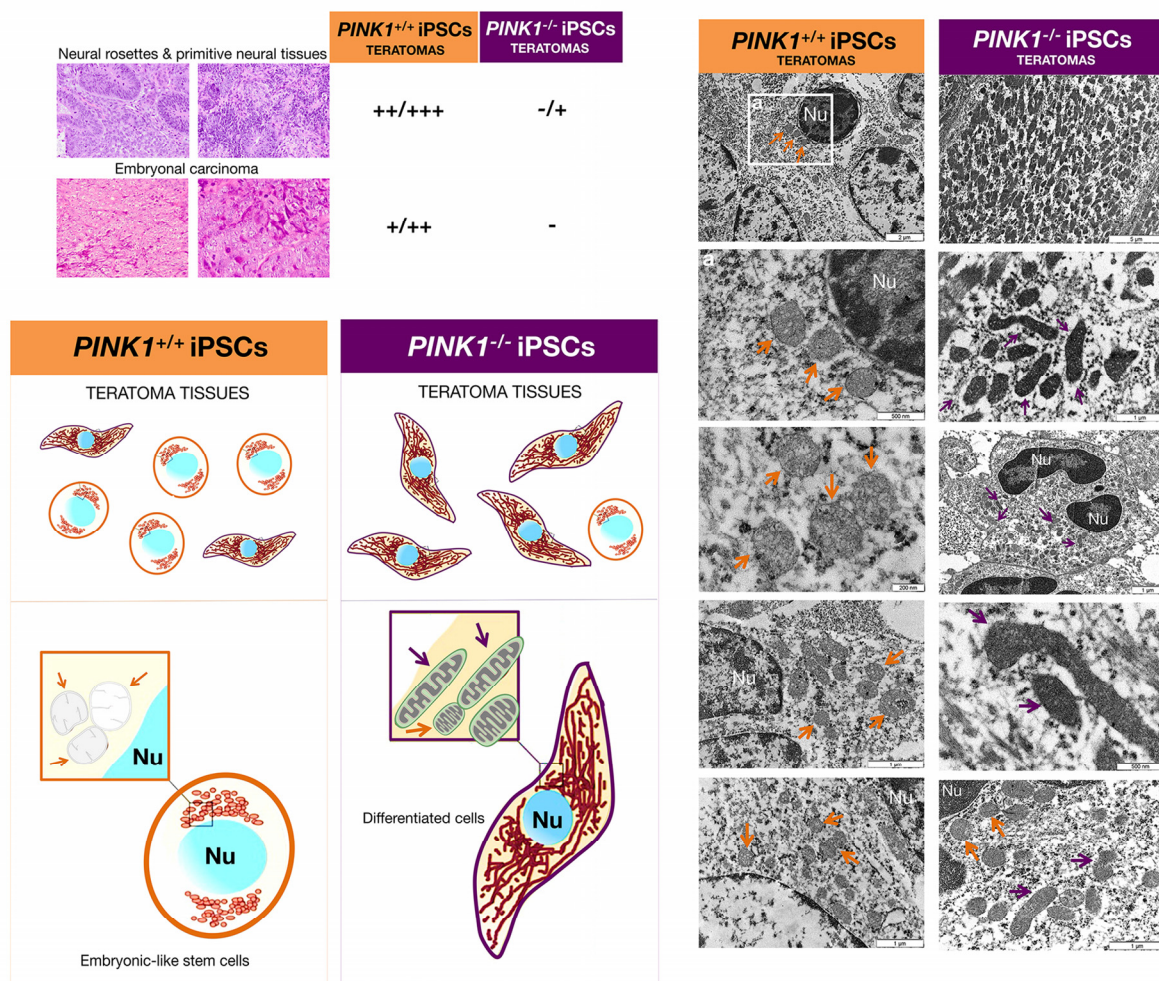 PINK1+/+ iPSCs
TERATOMAS
PINK1-/- iPSCs
TERATOMAS
Neural rosettes & primitive neural tissues
++/+++
-/+
Embryonal carcinoma
+/++
-
PINK1+/+ iPSCs
TERATOMA TISSUES
PINK1-/- iPSCs
TERATOMA TISSUES
Nu
Nu
Embryonic-like stem cells
Differentiated cells
Nu
PINK1+/+ iPSCs
TERATOMAS
a
Nu
2 µm
a
Nu
500 nm
200 nm
Nu
1 µm
Nu
1 µm
PINK1-/- iPSCs
TERATOMAS
5 µm
1 µm
Nu
Nu
1 µm
500 nm
Nu
1 µm